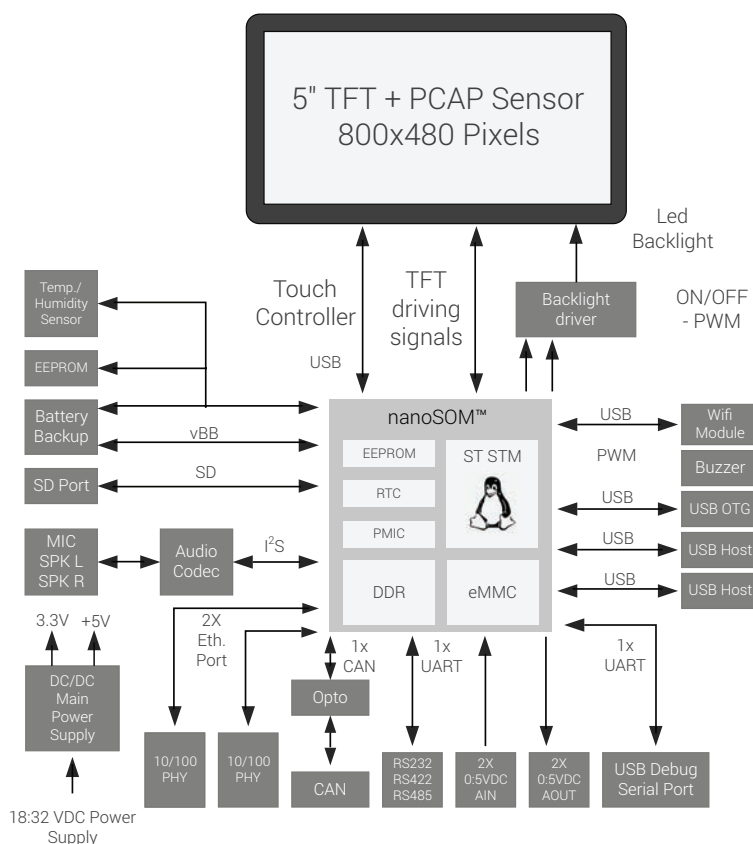 5" TFT + PCAP Sensor
800x480 Pixels
Led
Backlight
Temp./
Humidity
Sensor
Touch
Controller
USB
TFT
driving
signals
Backlight
driver
ON/OFF
- PWM
EEPROM
Battery
Backup
vBB
SD Port
SD
nanoSOM™
EEPROM
RTC
PMIC
ST STM
DDR
eMMC
USB
Wifi
Module
PWM
Buzzer
USB
USB OTG
USB
USB Host
USB
USB Host
MIC
SPK L
SPK R
Audio
Codec
I²S
3.3V
+5V
2X
Eth.
Port
1x
CAN
1x
UART
1x
UART
DC/DC
Main
Power
Supply
Opto
10/100
PHY
10/100
PHY
CAN
RS232
RS422
RS485
2X
0:5VDC
AIN
2X
0:5VDC
AOUT
USB Debug
Serial Port
18:32 VDC Power
Supply